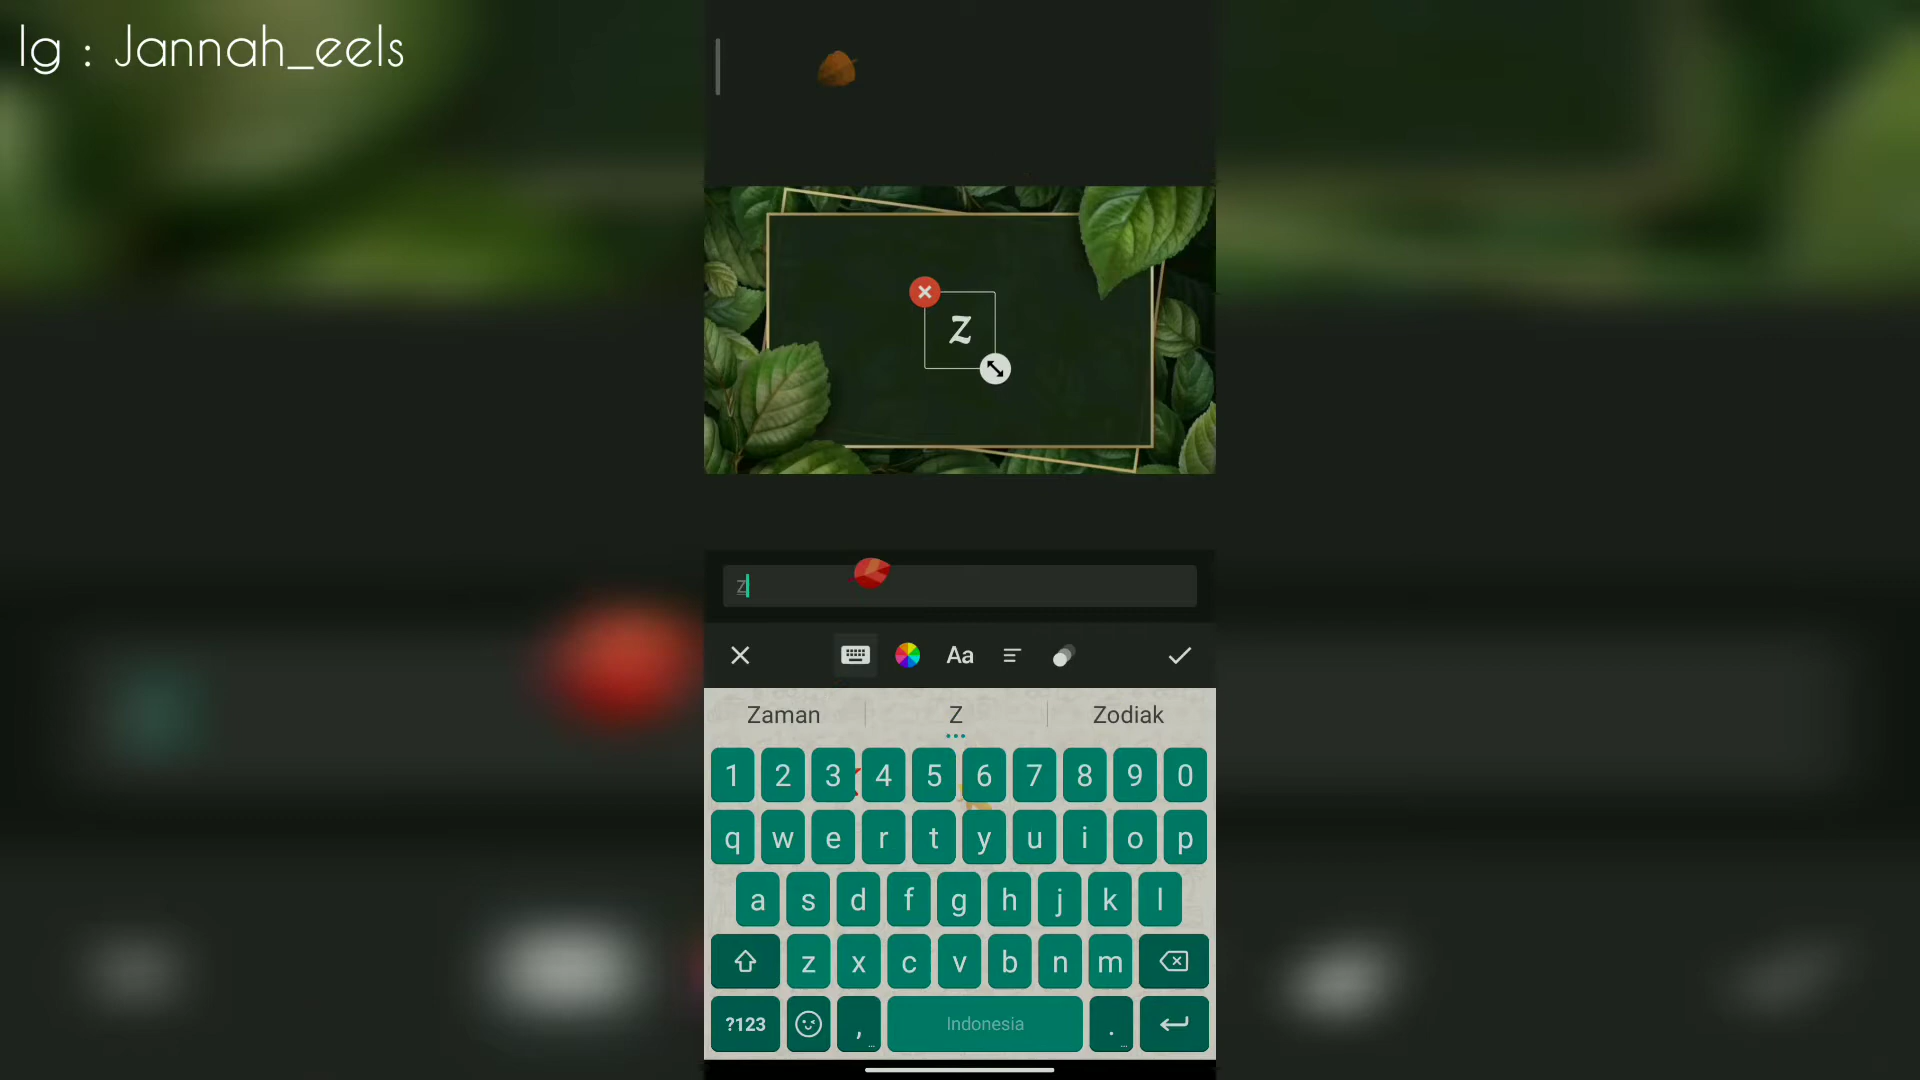 Ig : Jannah_eels
Z
Z
Aa
Zaman Z Zodiak
1 2 3 4 5 6 7 8 9 0
q w e r t y u i o p
a s d f g h j k l
z x c v b n m
?123 , Indonesia .